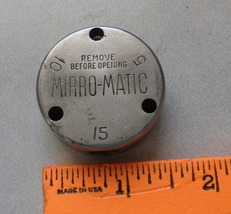 REMOVE
BEFORE OPENING
10
5
MIRRO-MATIC
15
MADE IN USA
1
2